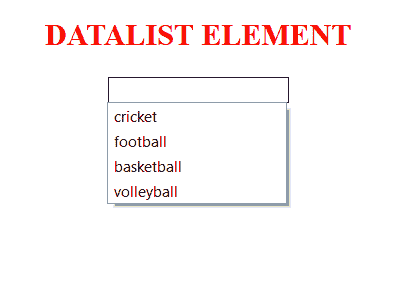 DATALIST ELEMENT
cricket
football
basketball
volleyball